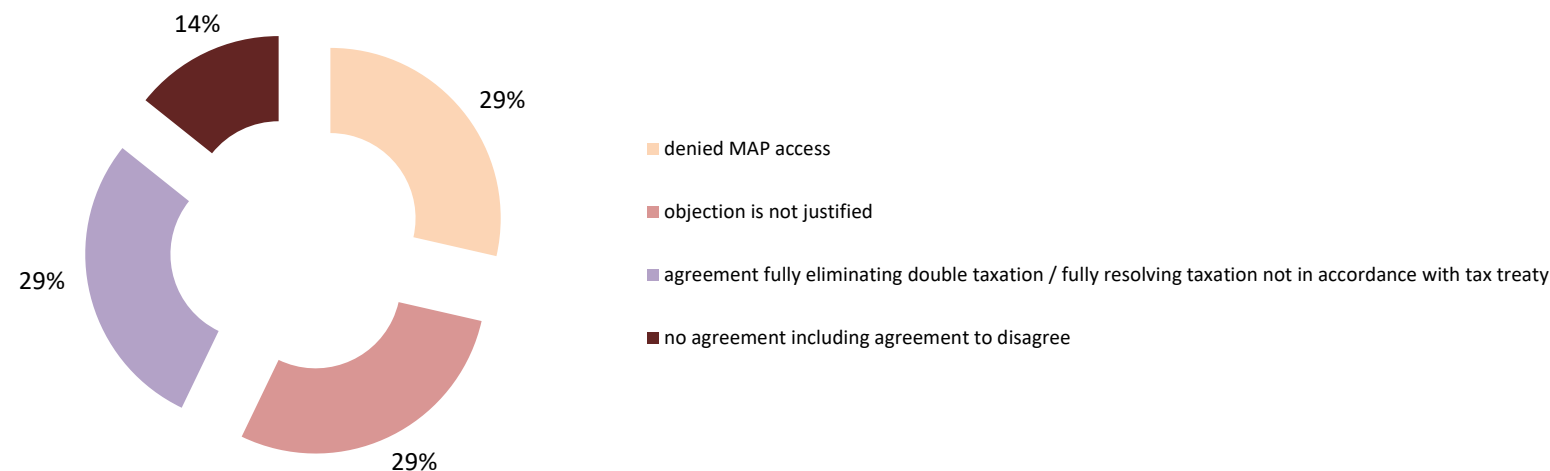 14%
29%
29%
29%
denied MAP access
objection is not justified
agreement fully eliminating double taxation / fully resolving taxation not in accordance with tax treaty
no agreement including agreement to disagree